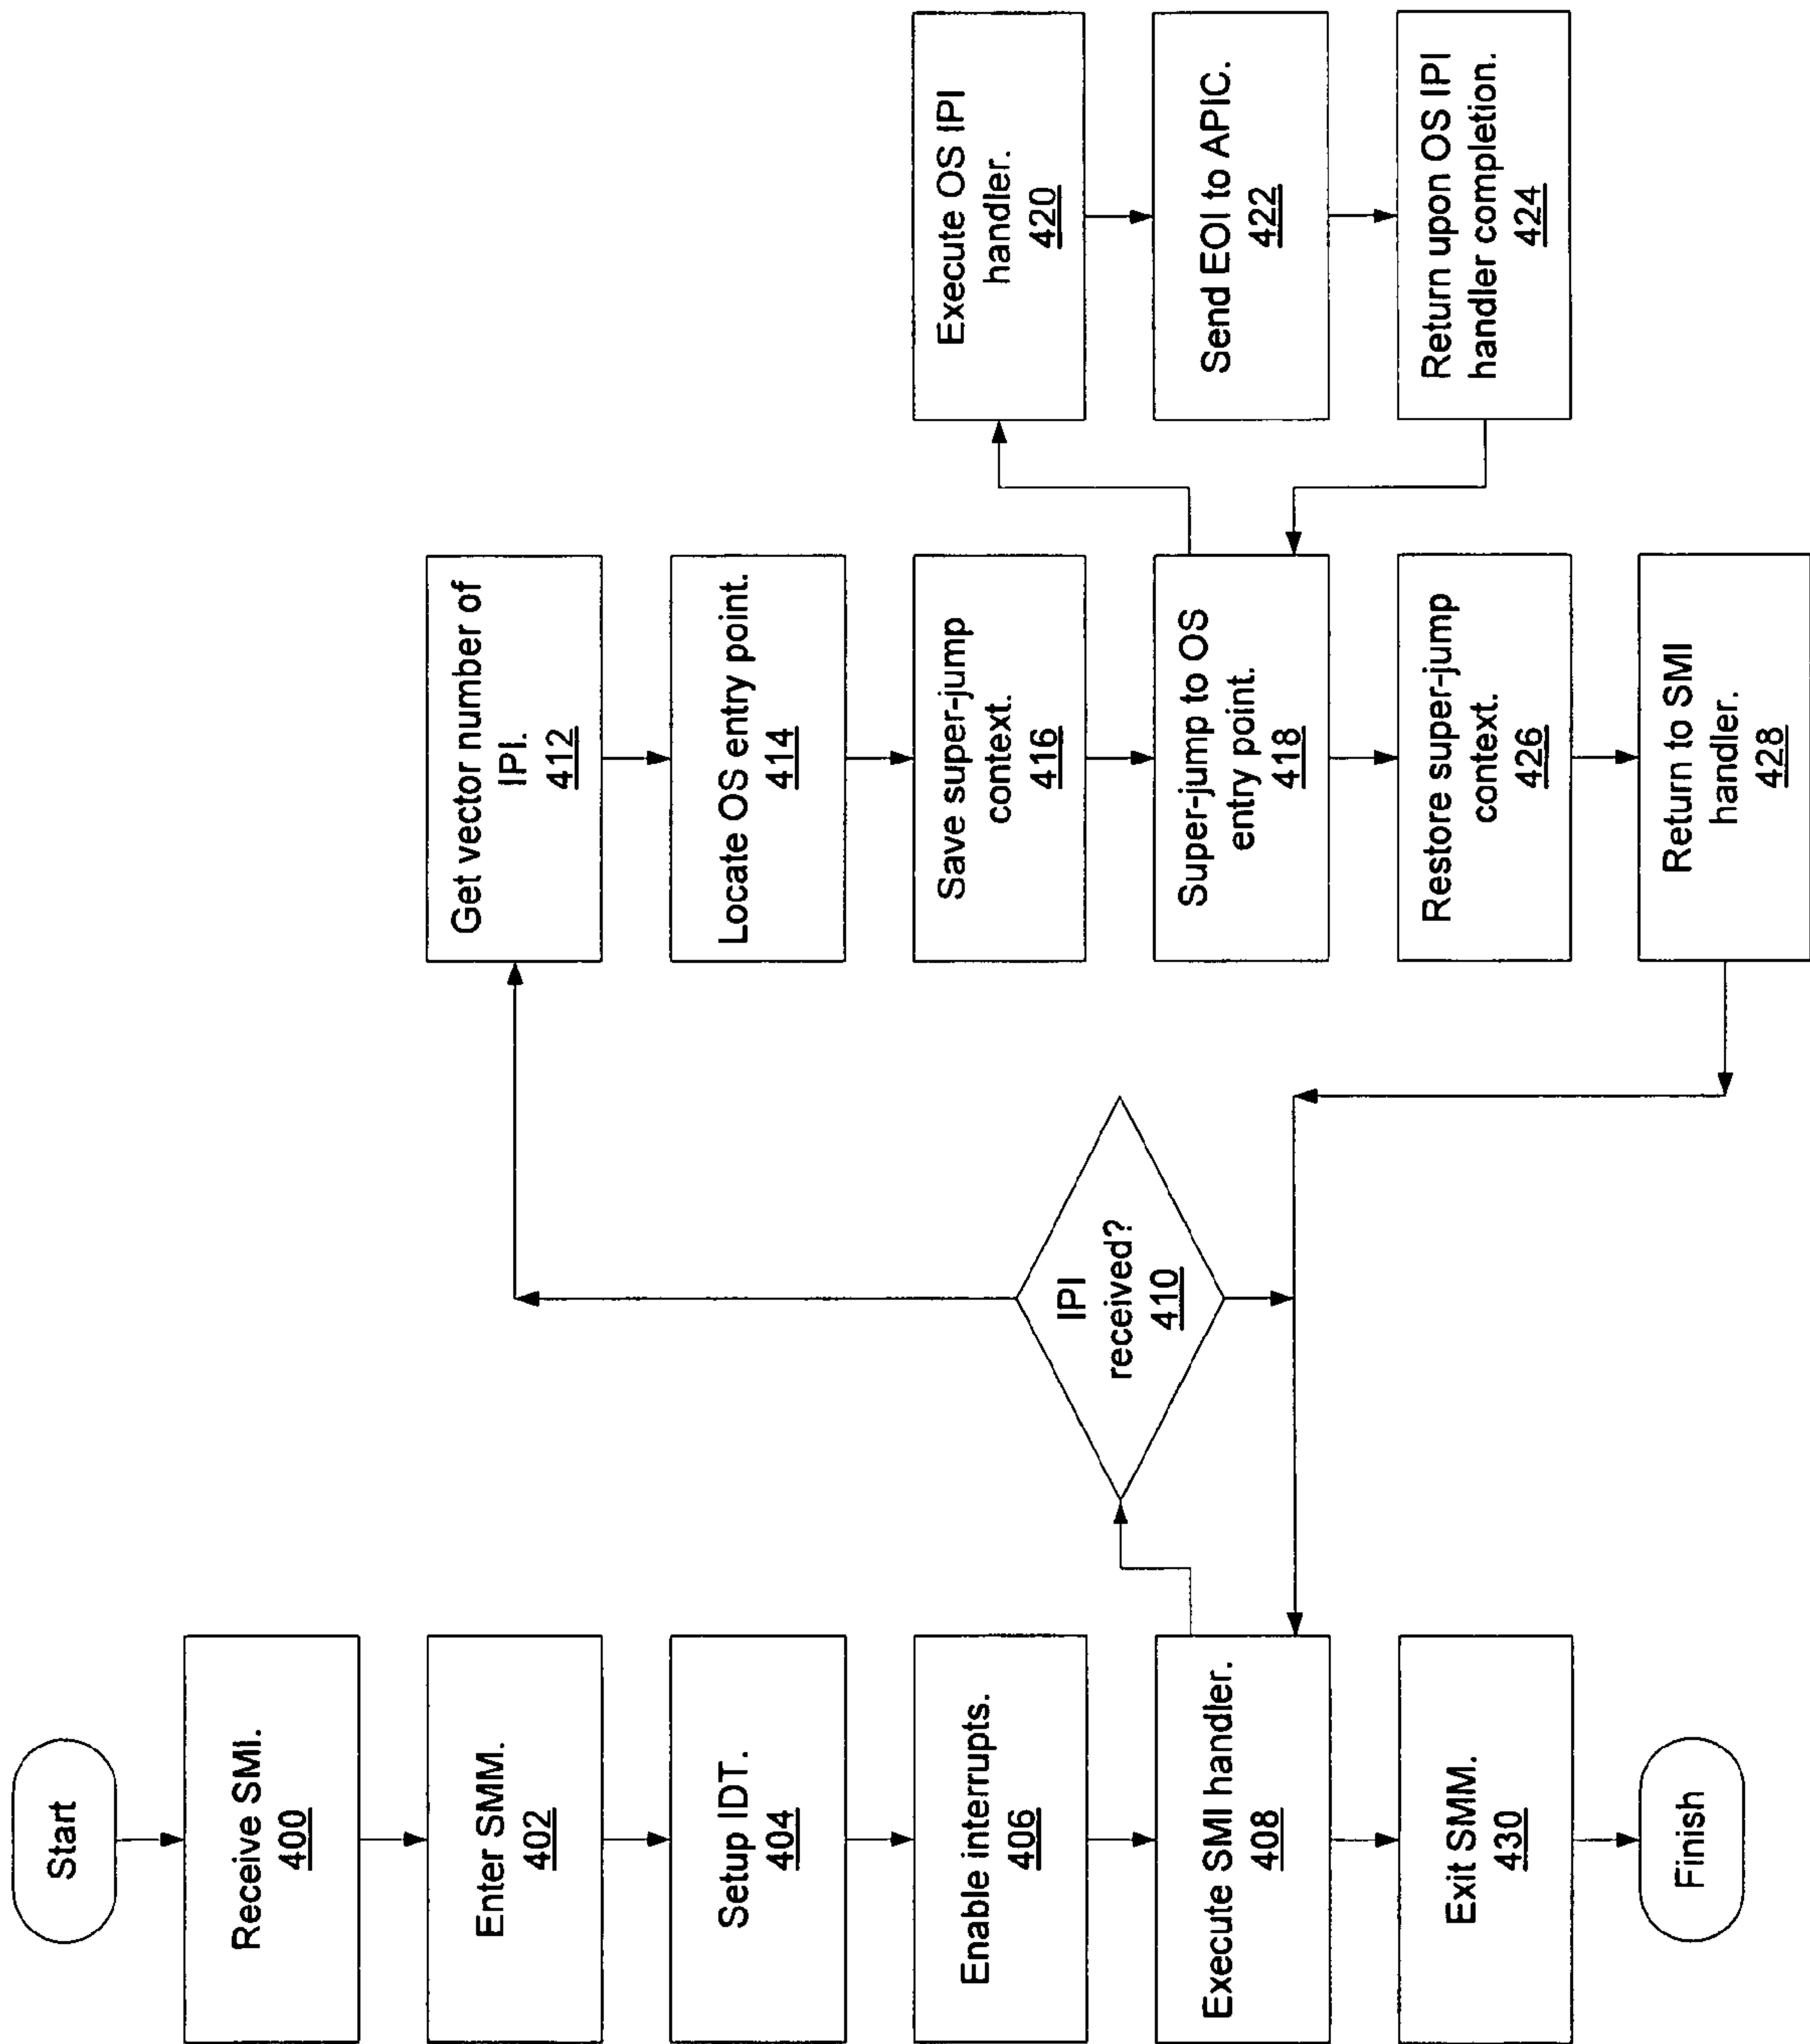 Start
Receive SMI.
400
Enter SMM.
402
Setup IDT.
404
Enable interrupts.
406
Execute SMI handler.
408
Exit SMM.
430
Finish
IPI
received?
410
Get vector number of
IPI.
412
Locate OS entry point.
414
Save super-jump
context.
416
Super-jump to OS
entry point.
418
Restore super-jump
context.
426
Return to SMI
handler.
428
Execute OS IPI
handler.
420
Send EOI to APIC.
422
Return upon OS IPI
handler completion.
424